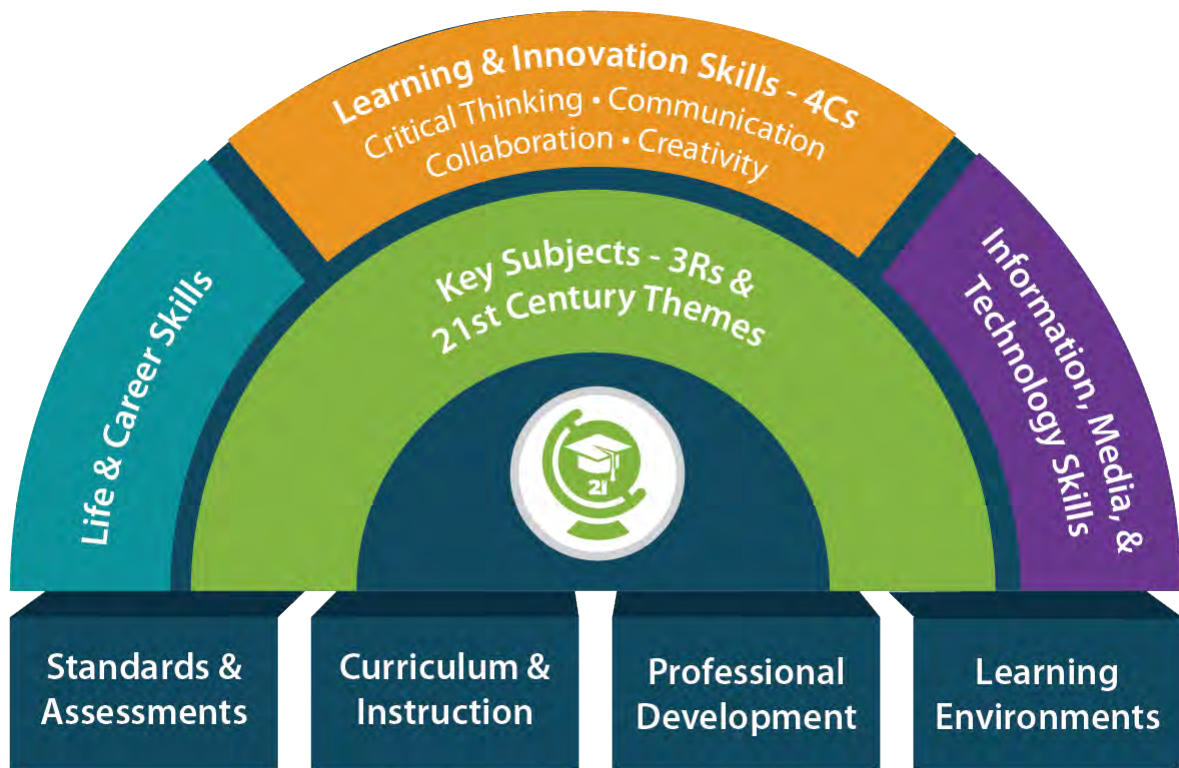 Learning & Innovation Skills - 4Cs
Critical Thinking • Communication
Collaboration • Creativity
Life & Career Skills
Key Subjects - 3Rs &
21st Century Themes
Information, Media, &
Technology Skills
21
Standards &
Assessments
Curriculum &
Instruction
Professional
Development
Learning
Environments